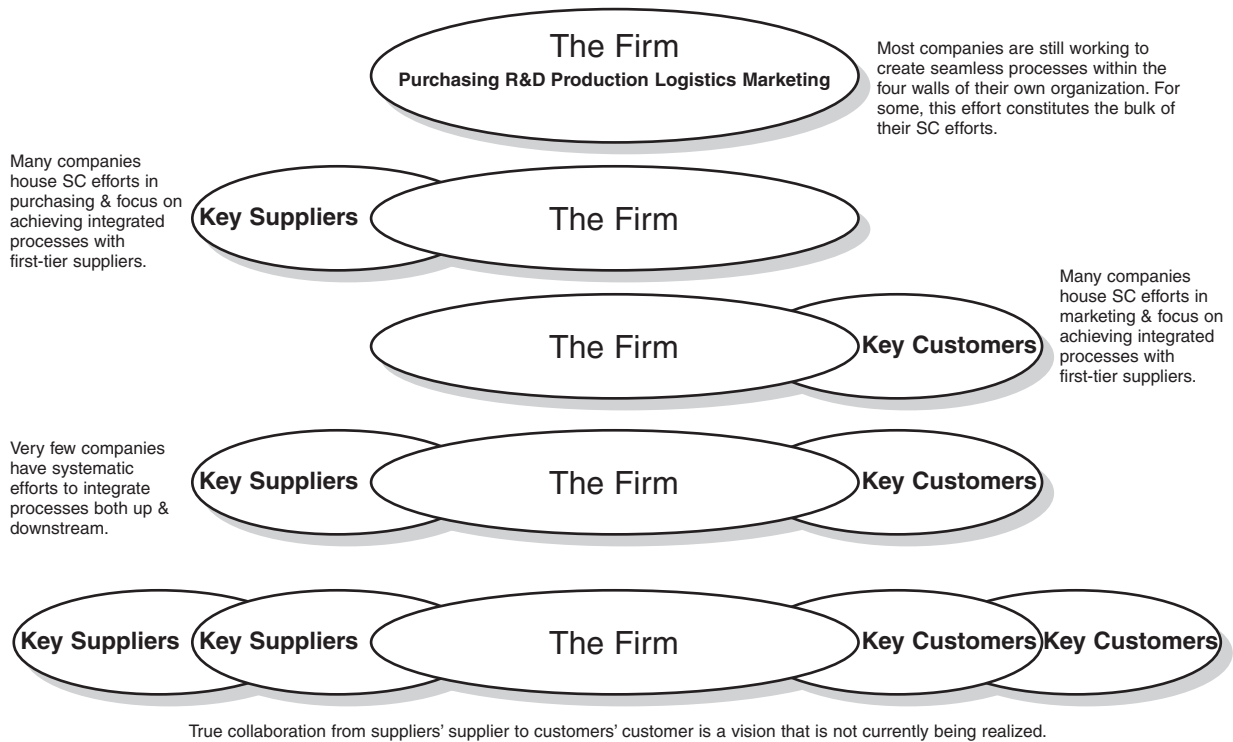 The Firm
Purchasing R&D Production Logistics Marketing
Most companies are still working to
create seamless processes within the
four walls of their own organization. For
some, this effort constitutes the bulk of
their SC efforts.
Many companies
house SC efforts in
purchasing & focus on
achieving integrated
processes with
first-tier suppliers.
Key Suppliers
The Firm
The Firm
Key Customers
Many companies
house SC efforts in
marketing & focus on
achieving integrated
processes with
first-tier suppliers.
Very few companies
have systematic
efforts to integrate
processes both up &
downstream.
Key Suppliers
The Firm
Key Customers
Key Suppliers
Key Suppliers
The Firm
Key Customers
Key Customers
True collaboration from suppliers’ supplier to customers’ customer is a vision that is not currently being realized.